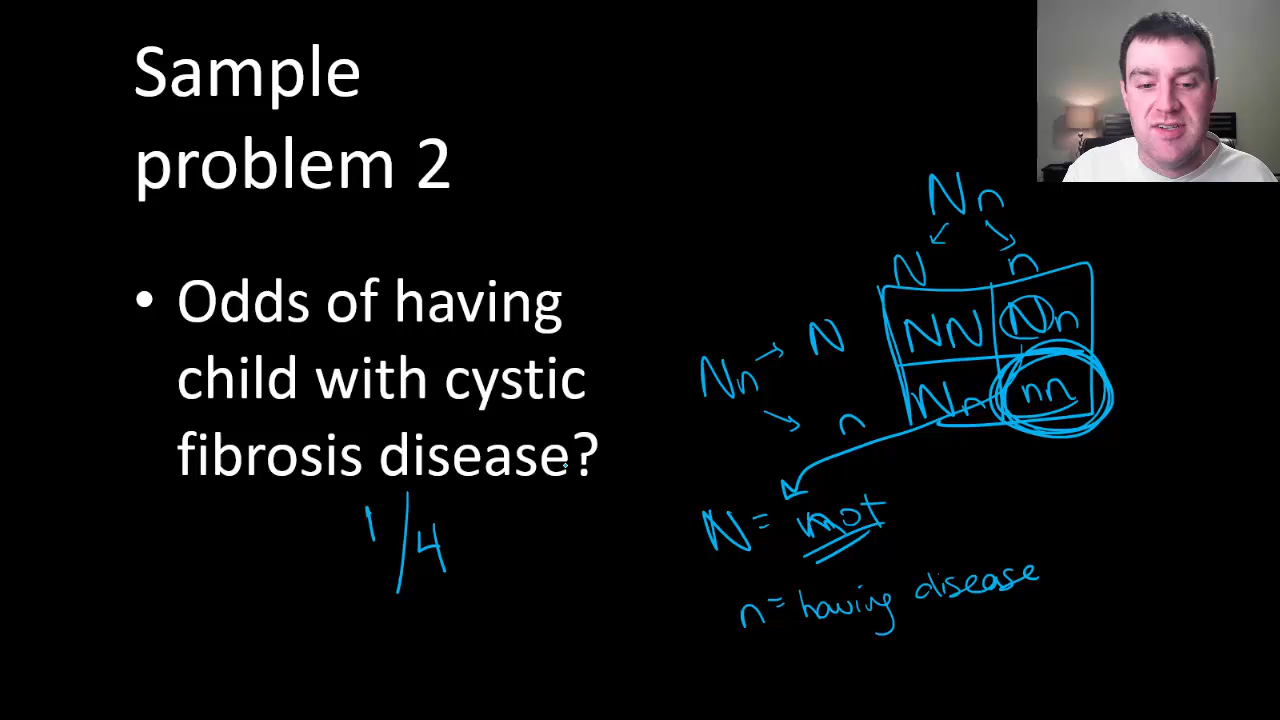 Sample
problem 2
• Odds of having
child with cystic
fibrosis disease?
1/4
Nn
N n
Nn N NN Nn
n Nn nn
N = not
n = having disease